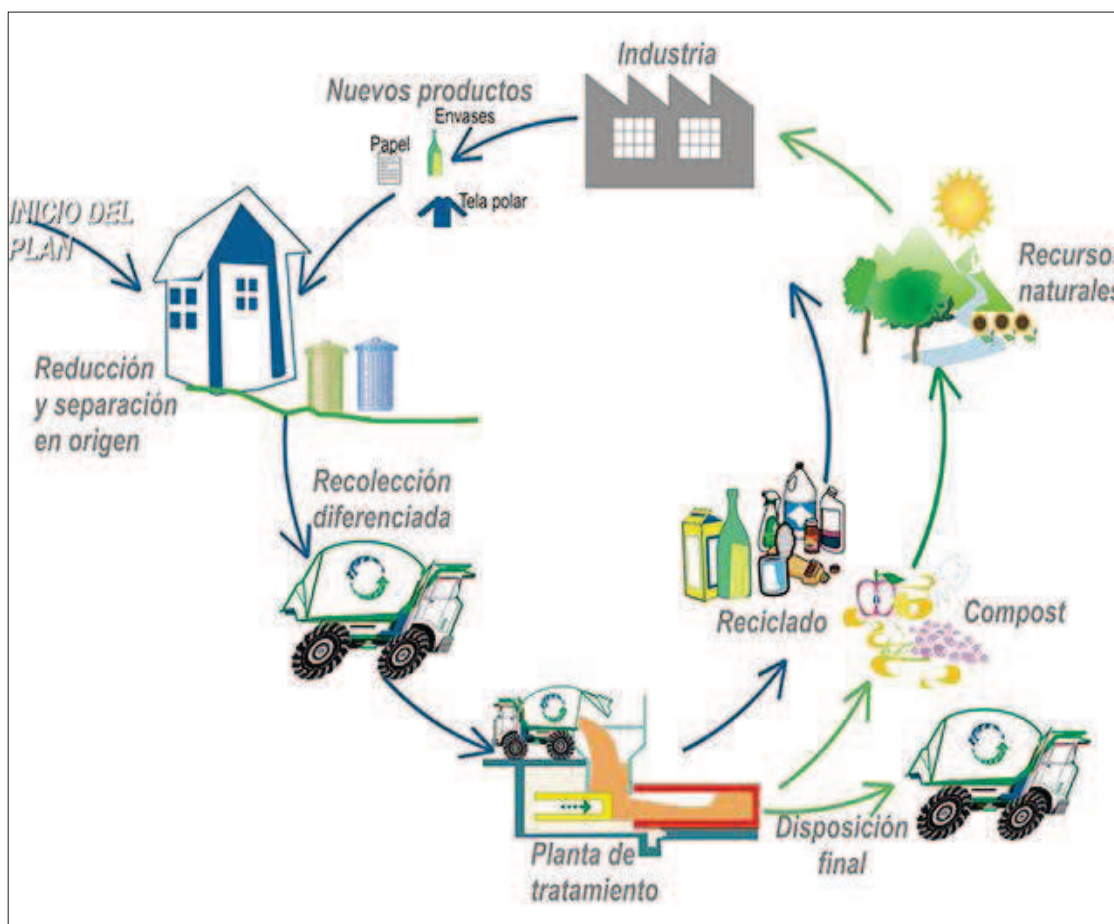 Industria
Nuevos productos
Envases
Papel
Tela polar
INICIO DEL
PLAN
Recursos
naturales
Reducción
y separación
en origen
Recolección
diferenciada
Reciclado
Compost
Disposición
final
Planta de
tratamiento